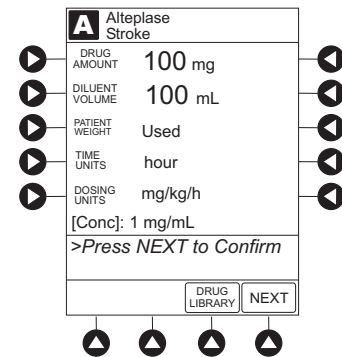 A Alteplase
Stroke
DRUG
AMOUNT 100 mg
DILUENT
VOLUME 100 mL
PATIENT
WEIGHT Used
TIME
UNITS hour
DOSING
UNITS mg/kg/h
[Conc]: 1 mg/mL
>Press NEXT to Confirm
DRUG
LIBRARY
NEXT